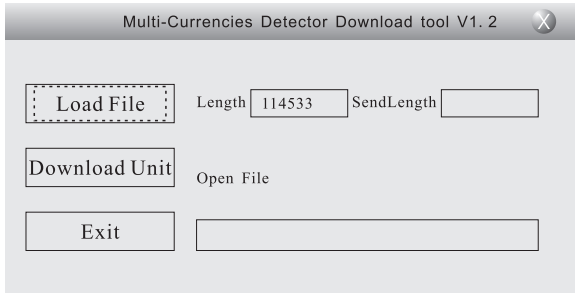 Multi-Currencies Detector Download tool V1. 2 X
Load File Length 114533 SendLength
Download Unit
Open File
Exit